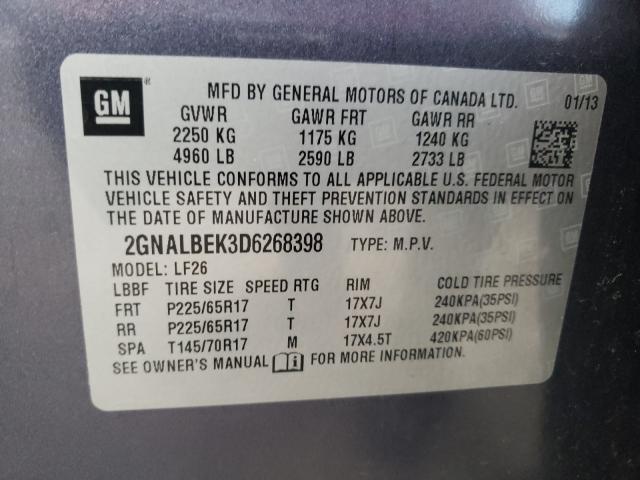 GM ®
MFD BY GENERAL MOTORS OF CANADA LTD. 01/13
GVWR GAWR FRT GAWR RR
2250 KG 1175 KG 1240 KG
4960 LB 2590 LB 2733 LB
THIS VEHICLE CONFORMS TO ALL APPLICABLE U.S. FEDERAL MOTOR
VEHICLE SAFETY AND THEFT PREVENTION STANDARDS IN EFFECT ON
THE DATE OF MANUFACTURE SHOWN ABOVE.
2GNALBEK3D6268398 TYPE: M.P.V.
MODEL: LF26
LBBF TIRE SIZE SPEED RTG RIM COLD TIRE PRESSURE
FRT P225/65R17 T 17X7J 240KPA(35PSI)
RR P225/65R17 T 17X7J 240KPA(35PSI)
SPA T145/70R17 M 17X4.5T 420KPA(60PSI)
SEE OWNER'S MANUAL FOR MORE INFORMATION.